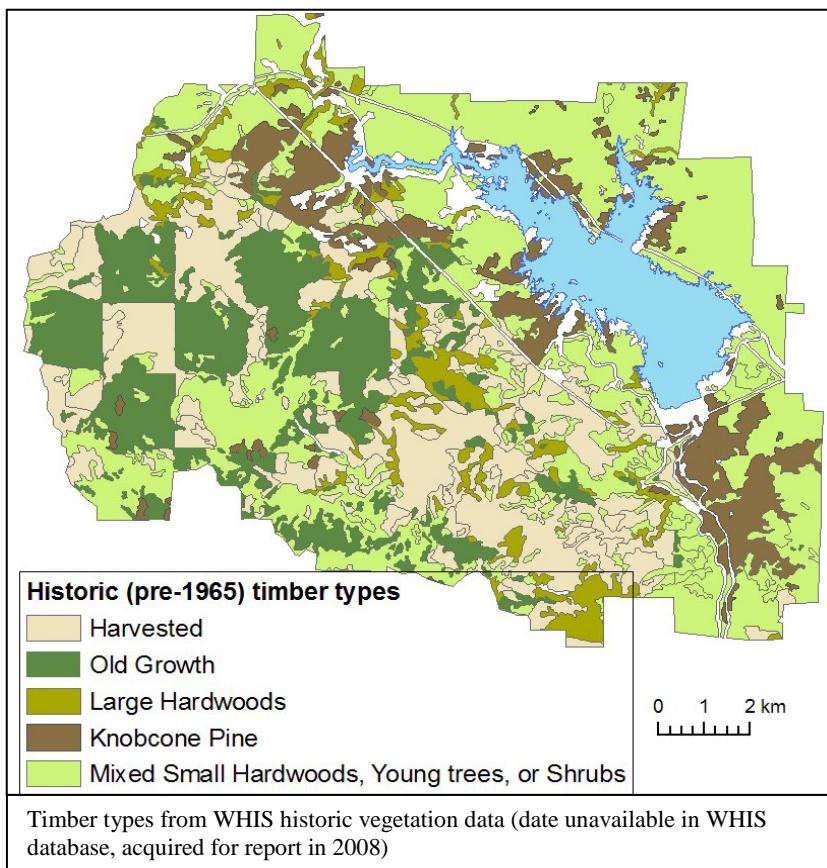 Historic (pre-1965) timber types
Harvested
Old Growth
Large Hardwoods
Knobcone Pine
Mixed Small Hardwoods, Young trees, or Shrubs
0 1 2 km
Timber types from WHIS historic vegetation data (date unavailable in WHIS
database, acquired for report in 2008)